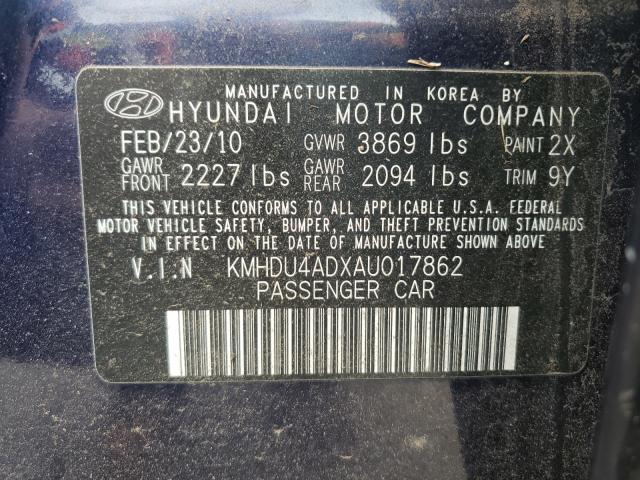 MANUFACTURED IN KOREA BY
HYUNDAI MOTOR COMPANY
FEB/23/10 GVWR 3869 lbs PAINT 2X
GAWR FRONT 2227 lbs GAWR REAR 2094 lbs TRIM 9Y
THIS VEHICLE CONFORMS TO ALL APPLICABLE U.S.A. FEDERAL
MOTOR VEHICLE SAFETY, BUMPER, AND THEFT PREVENTION STANDARDS
IN EFFECT ON THE DATE OF MANUFACTURE SHOWN ABOVE.
V.I.N KMHDU4ADXAU017862
PASSENGER CAR